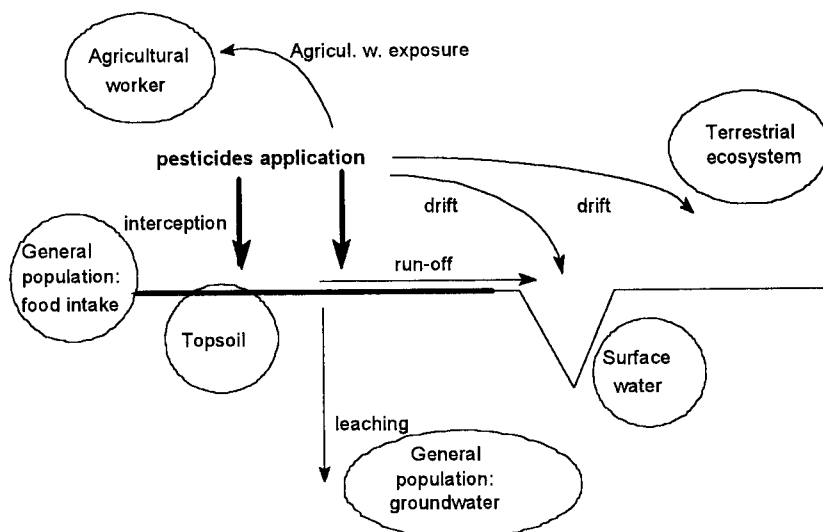 Agricultural
worker
Agricul. w. exposure
Terrestrial
ecosystem
pesticides application
interception
drift
drift
General
population:
food intake
run-off
Topsoil
Surface
water
leaching
General
population:
groundwater